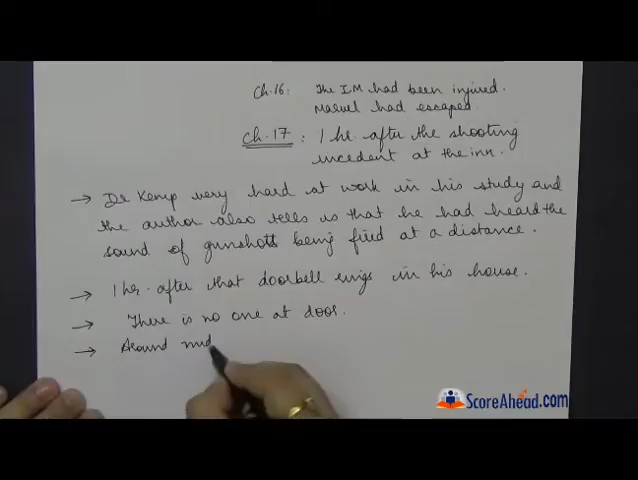 Ch.16: The IM had been injured.
Marvel had escaped.
Ch.17: 1 hr. after the shooting
incedent at the inn.
→ Dr Kemp very hard at work in his study and
the author also tells us that he had heard the
sound of gunshots being fired at a distance.
→ 1 hr. after that doorbell rings in his house.
→ There is no one at door.
→ Around mid
ScoreAhead.com